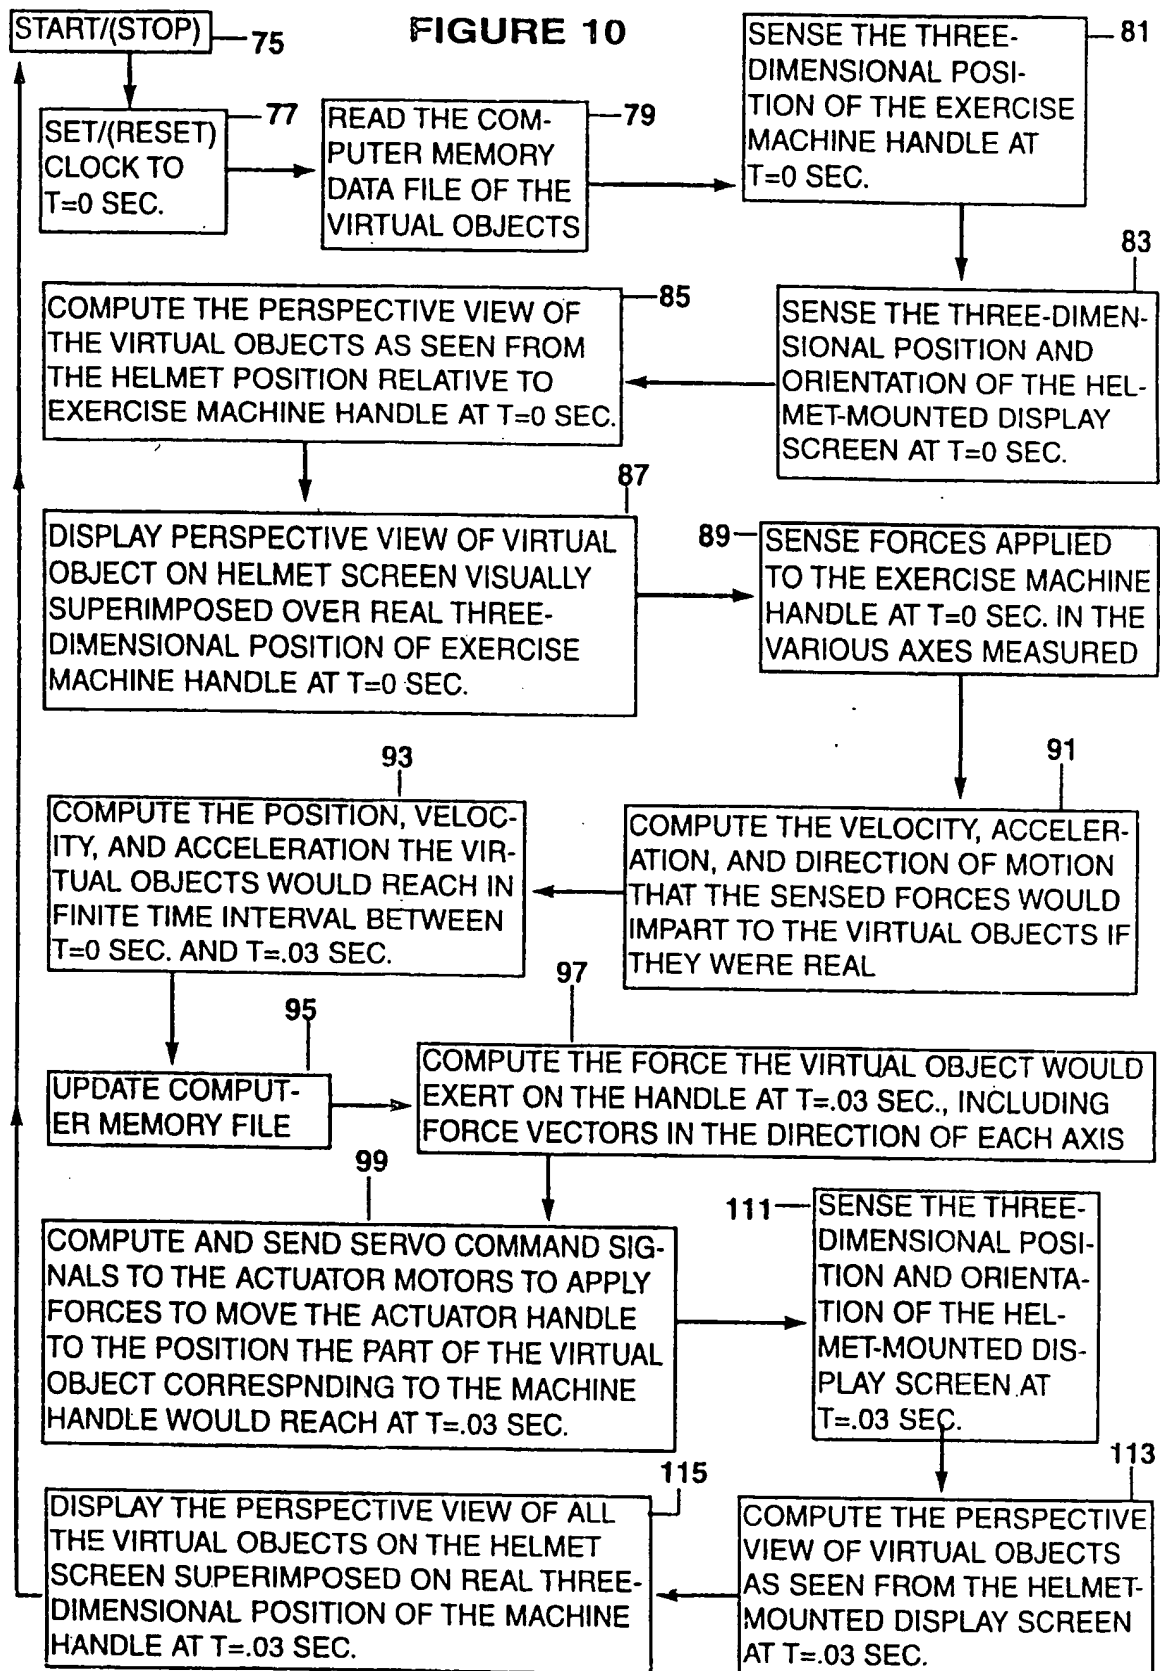 FIGURE 10
START/(STOP)
75
SET/(RESET)
CLOCK TO
T=0 SEC.
77
READ THE COM-
PUTER MEMORY
DATA FILE OF THE
VIRTUAL OBJECTS
79
SENSE THE THREE-
DIMENSIONAL POSI-
TION OF THE EXERCISE
MACHINE HANDLE AT
T=0 SEC.
81
83
SENSE THE THREE-DIMEN-
SIONAL POSITION AND
ORIENTATION OF THE HEL-
MET-MOUNTED DISPLAY
SCREEN AT T=0 SEC.
85
COMPUTE THE PERSPECTIVE VIEW OF
THE VIRTUAL OBJECTS AS SEEN FROM
THE HELMET POSITION RELATIVE TO
EXERCISE MACHINE HANDLE AT T=0 SEC.
87
DISPLAY PERSPECTIVE VIEW OF VIRTUAL
OBJECT ON HELMET SCREEN VISUALLY
SUPERIMPOSED OVER REAL THREE-
DIMENSIONAL POSITION OF EXERCISE
MACHINE HANDLE AT T=0 SEC.
89
SENSE FORCES APPLIED
TO THE EXERCISE MACHINE
HANDLE AT T=0 SEC. IN THE
VARIOUS AXES MEASURED
91
COMPUTE THE VELOCITY, ACCELER-
ATION, AND DIRECTION OF MOTION
THAT THE SENSED FORCES WOULD
IMPART TO THE VIRTUAL OBJECTS IF
THEY WERE REAL
93
COMPUTE THE POSITION, VELOC-
ITY, AND ACCELERATION THE VIR-
TUAL OBJECTS WOULD REACH IN
FINITE TIME INTERVAL BETWEEN
T=0 SEC. AND T=.03 SEC.
95
UPDATE COMPUT-
ER MEMORY FILE
97
COMPUTE THE FORCE THE VIRTUAL OBJECT WOULD
EXERT ON THE HANDLE AT T=.03 SEC., INCLUDING
FORCE VECTORS IN THE DIRECTION OF EACH AXIS
99
COMPUTE AND SEND SERVO COMMAND SIG-
NALS TO THE ACTUATOR MOTORS TO APPLY
FORCES TO MOVE THE ACTUATOR HANDLE
TO THE POSITION THE PART OF THE VIRTUAL
OBJECT CORRESPNDING TO THE MACHINE
HANDLE WOULD REACH AT T=.03 SEC.
111
SENSE THE THREE-
DIMENSIONAL POSI-
TION AND ORIENTA-
TION OF THE HEL-
MET-MOUNTED DIS-
PLAY SCREEN AT
T=.03 SEC.
113
COMPUTE THE PERSPECTIVE
VIEW OF VIRTUAL OBJECTS
AS SEEN FROM THE HELMET-
MOUNTED DISPLAY SCREEN
AT T=.03 SEC.
115
DISPLAY THE PERSPECTIVE VIEW OF ALL
THE VIRTUAL OBJECTS ON THE HELMET
SCREEN SUPERIMPOSED ON REAL THREE-
DIMENSIONAL POSITION OF THE MACHINE
HANDLE AT T=.03 SEC.